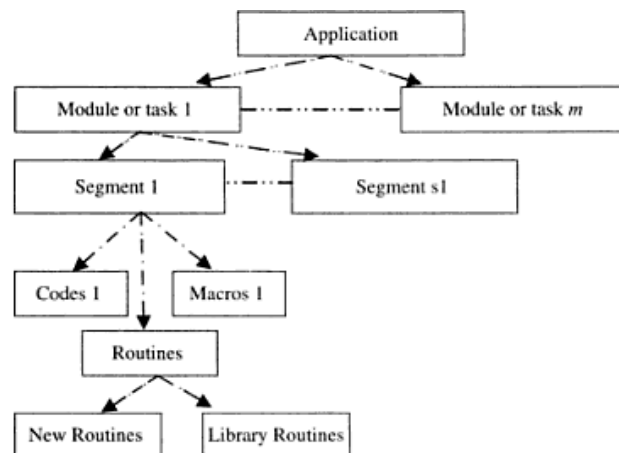 Application
Module or task 1
Module or task m
Segment 1
Segment s1
Codes 1
Macros 1
Routines
New Routines
Library Routines